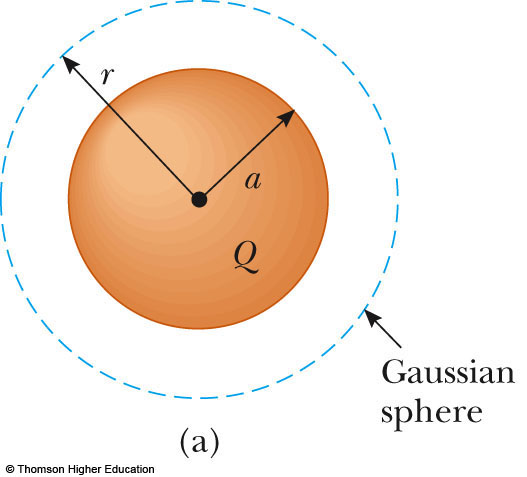 r
a
Q
Gaussian
sphere
(a)
© Thomson Higher Education